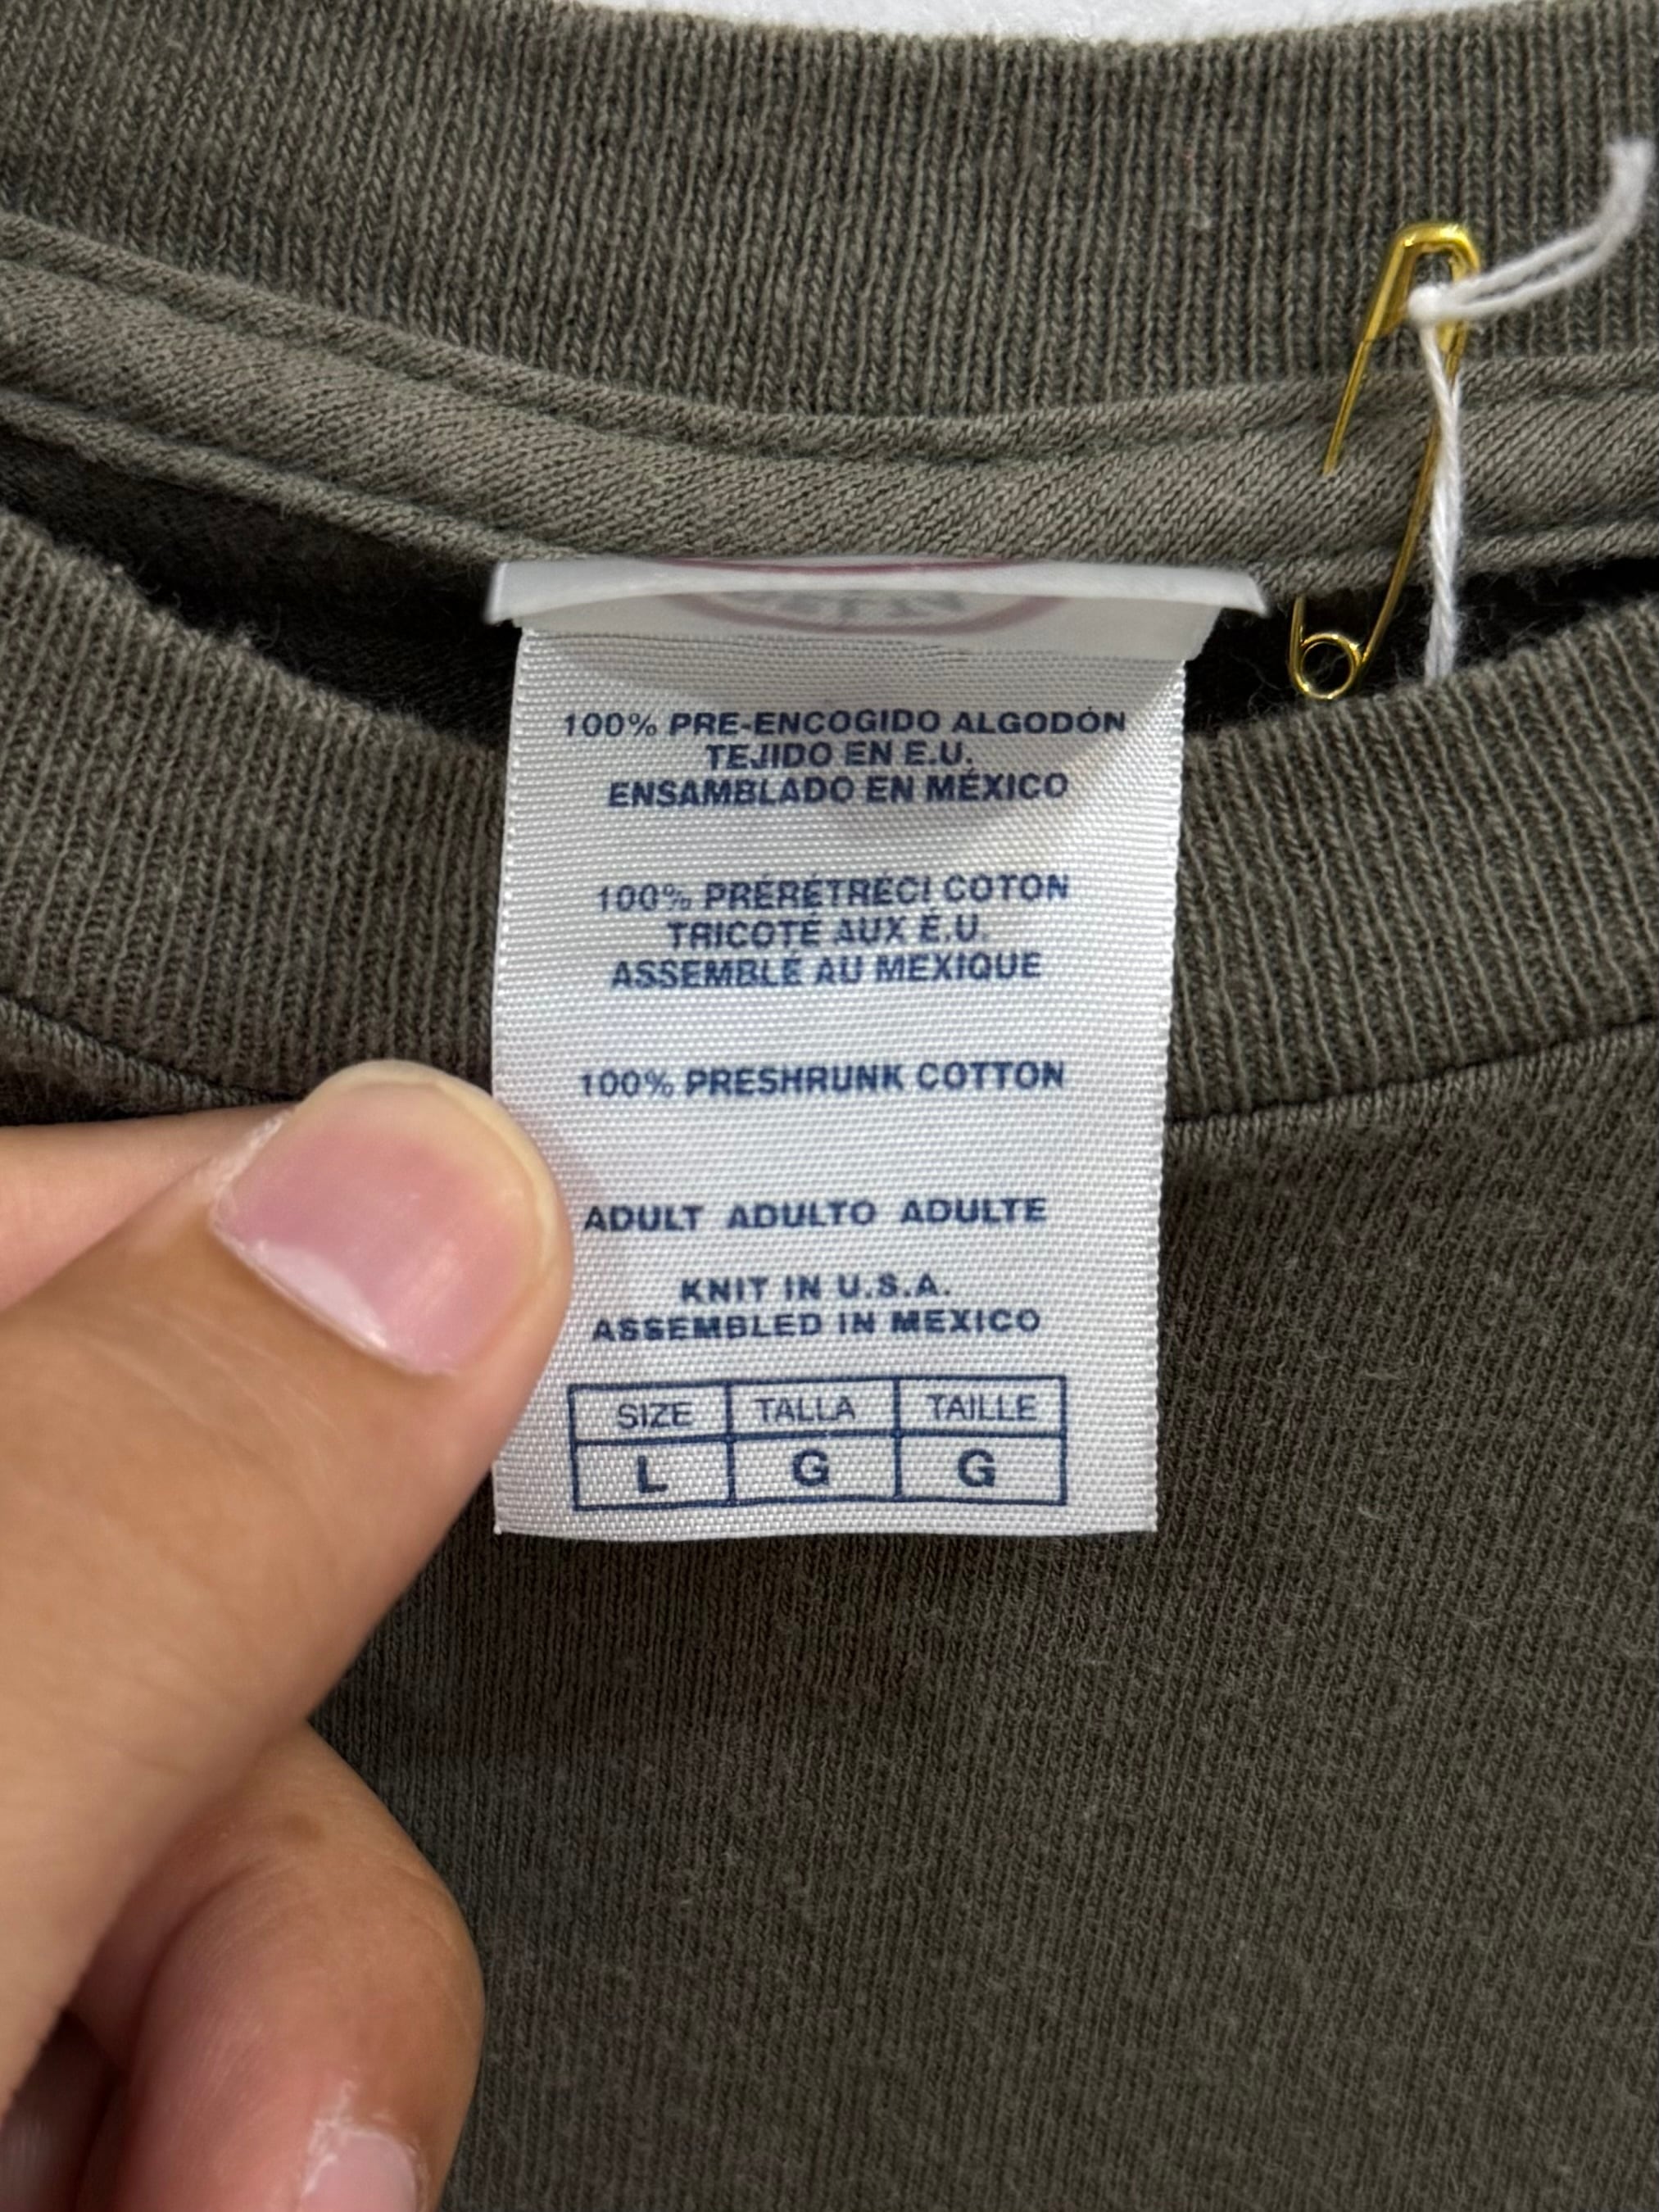 100% PRE-ENCOGIDO ALGODÓN
TEJIDO EN E.U.
ENSAMBLADO EN MÉXICO
100% PRÉRÉTRÉCI COTON
TRICOTÉ AUX É.U.
ASSEMBLÉ AU MEXIQUE
100% PRESHRUNK COTTON
ADULT ADULTO ADULTE
KNIT IN U.S.A.
ASSEMBLED IN MEXICO
SIZE TALLA TAILLE
L G G